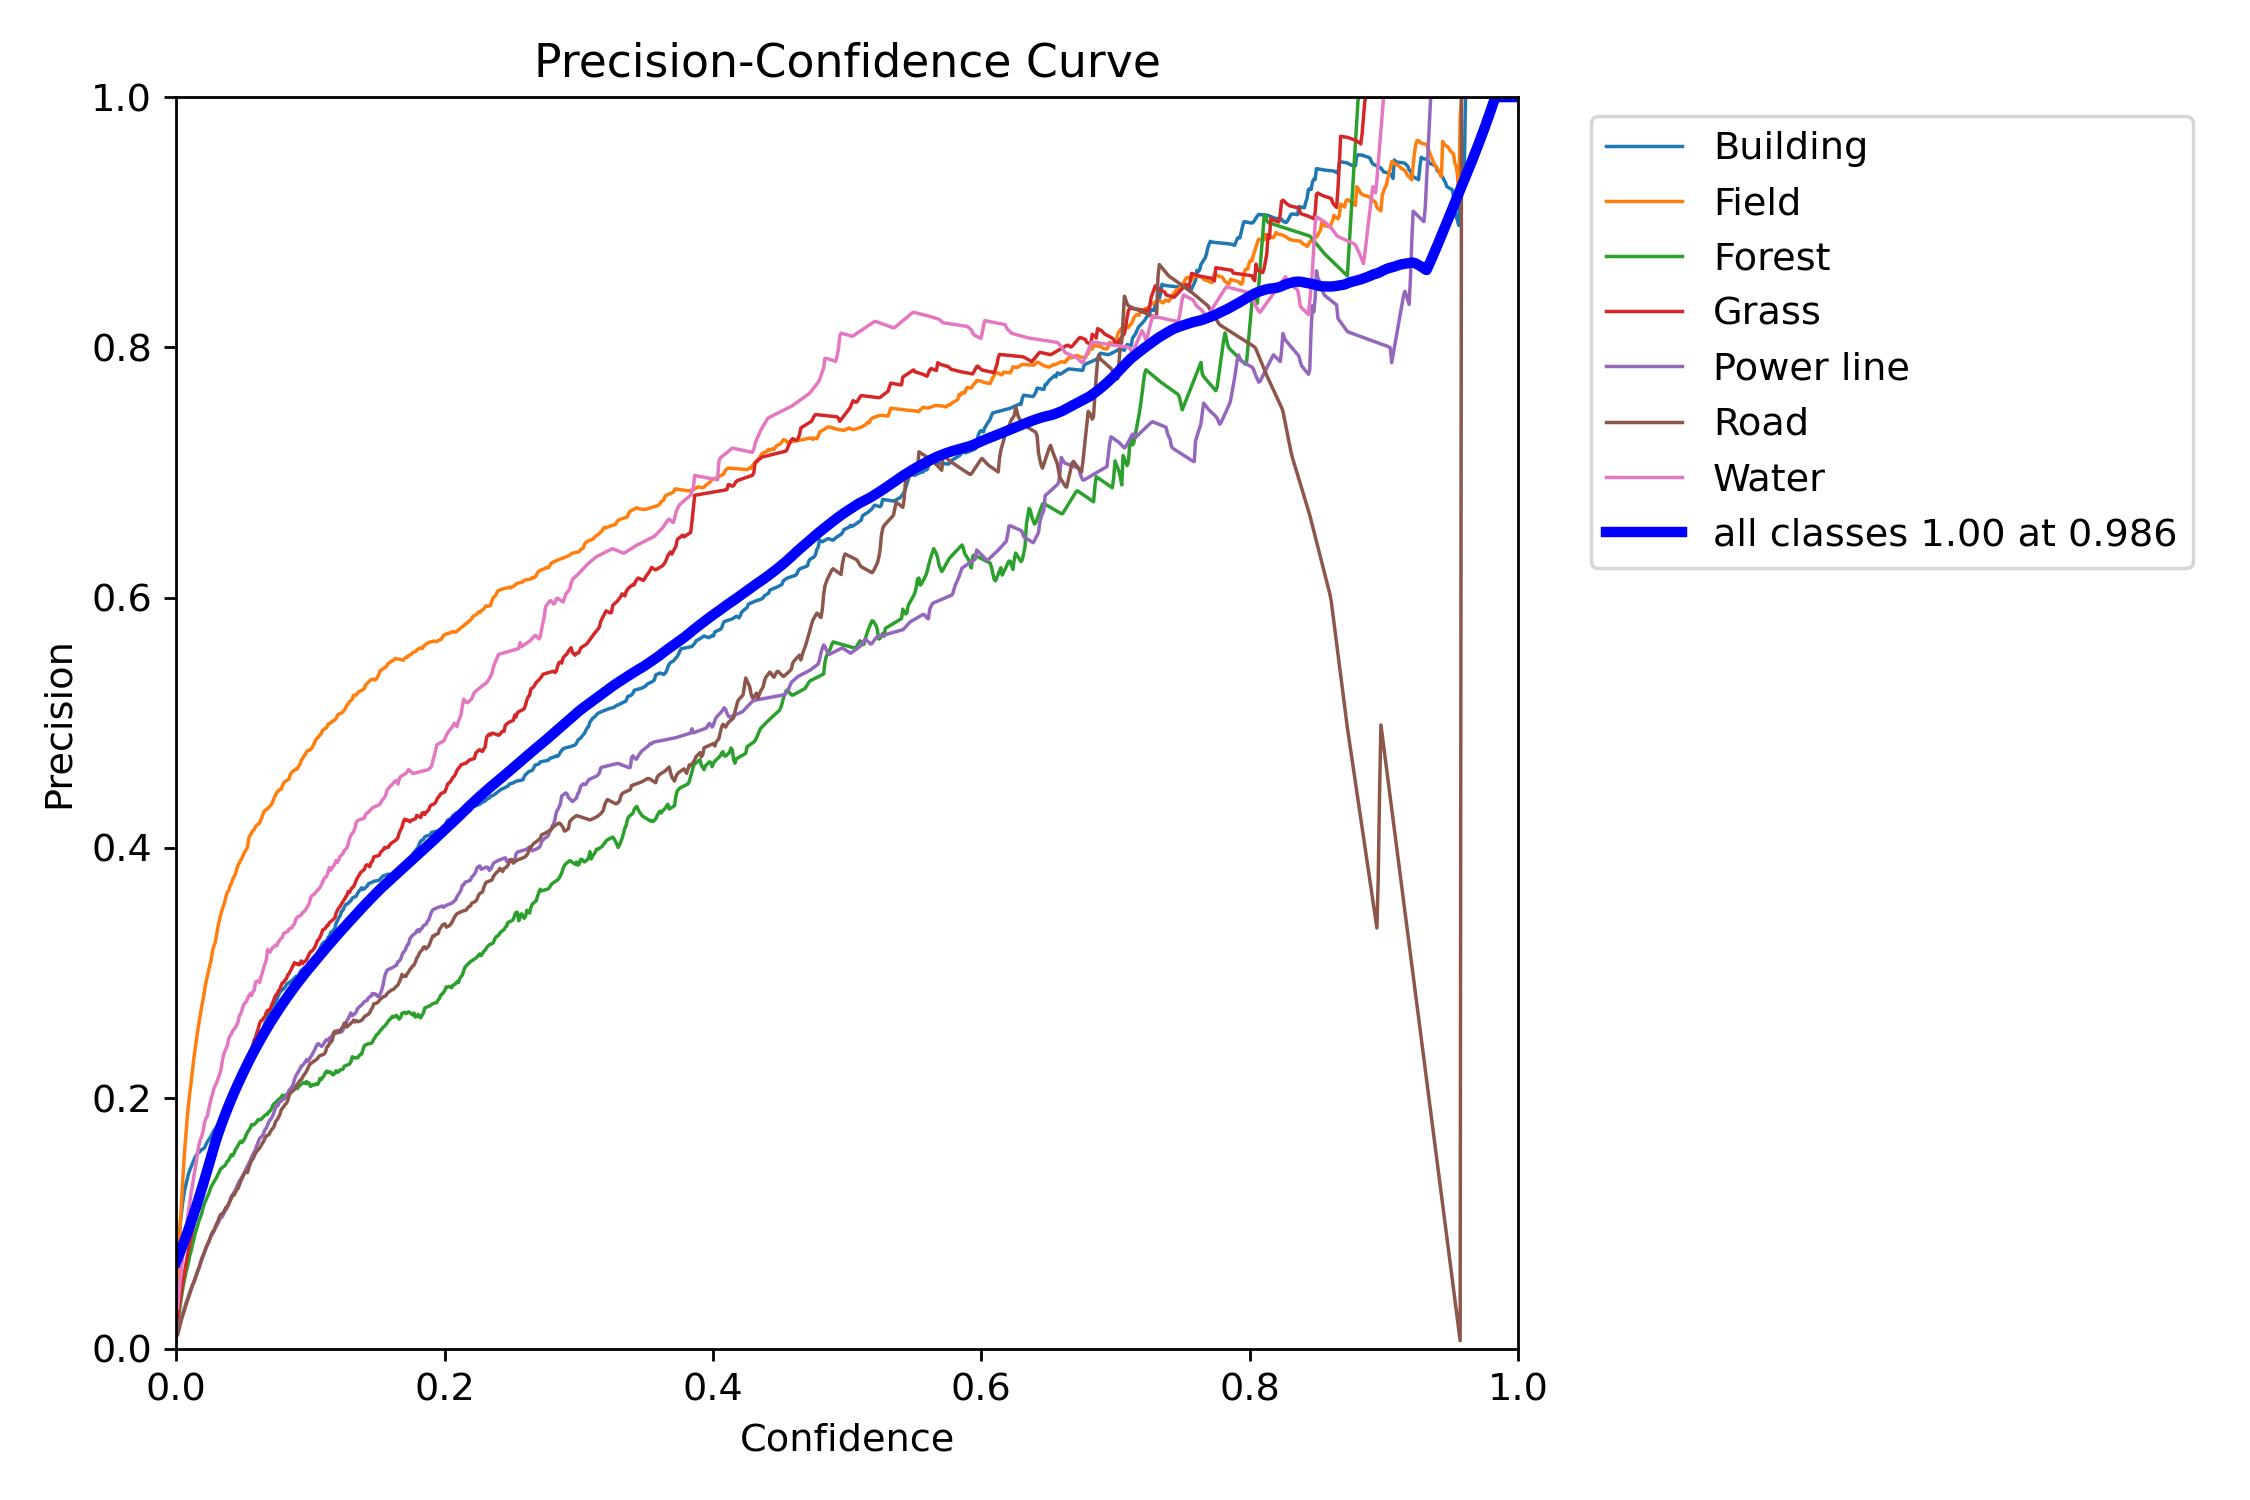 Precision-Confidence Curve
1.0
0.8
0.6
0.4
0.2
0.0
Precision
0.0 0.2 0.4 0.6 0.8 1.0
Confidence
Building
Field
Forest
Grass
Power line
Road
Water
all classes 1.00 at 0.986